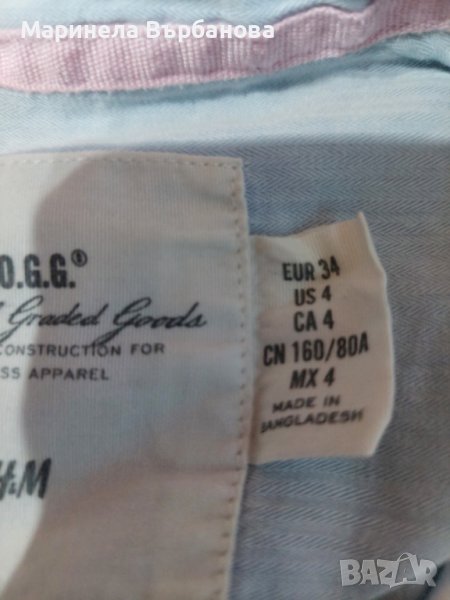 Маринела Върбанова
.O.G.G.®
Graded Goods
CONSTRUCTION FOR
SS APPAREL
H&M
EUR 34
US 4
CA 4
CN 160/80A
MX 4
MADE IN
BANGLADESH
BAZAR